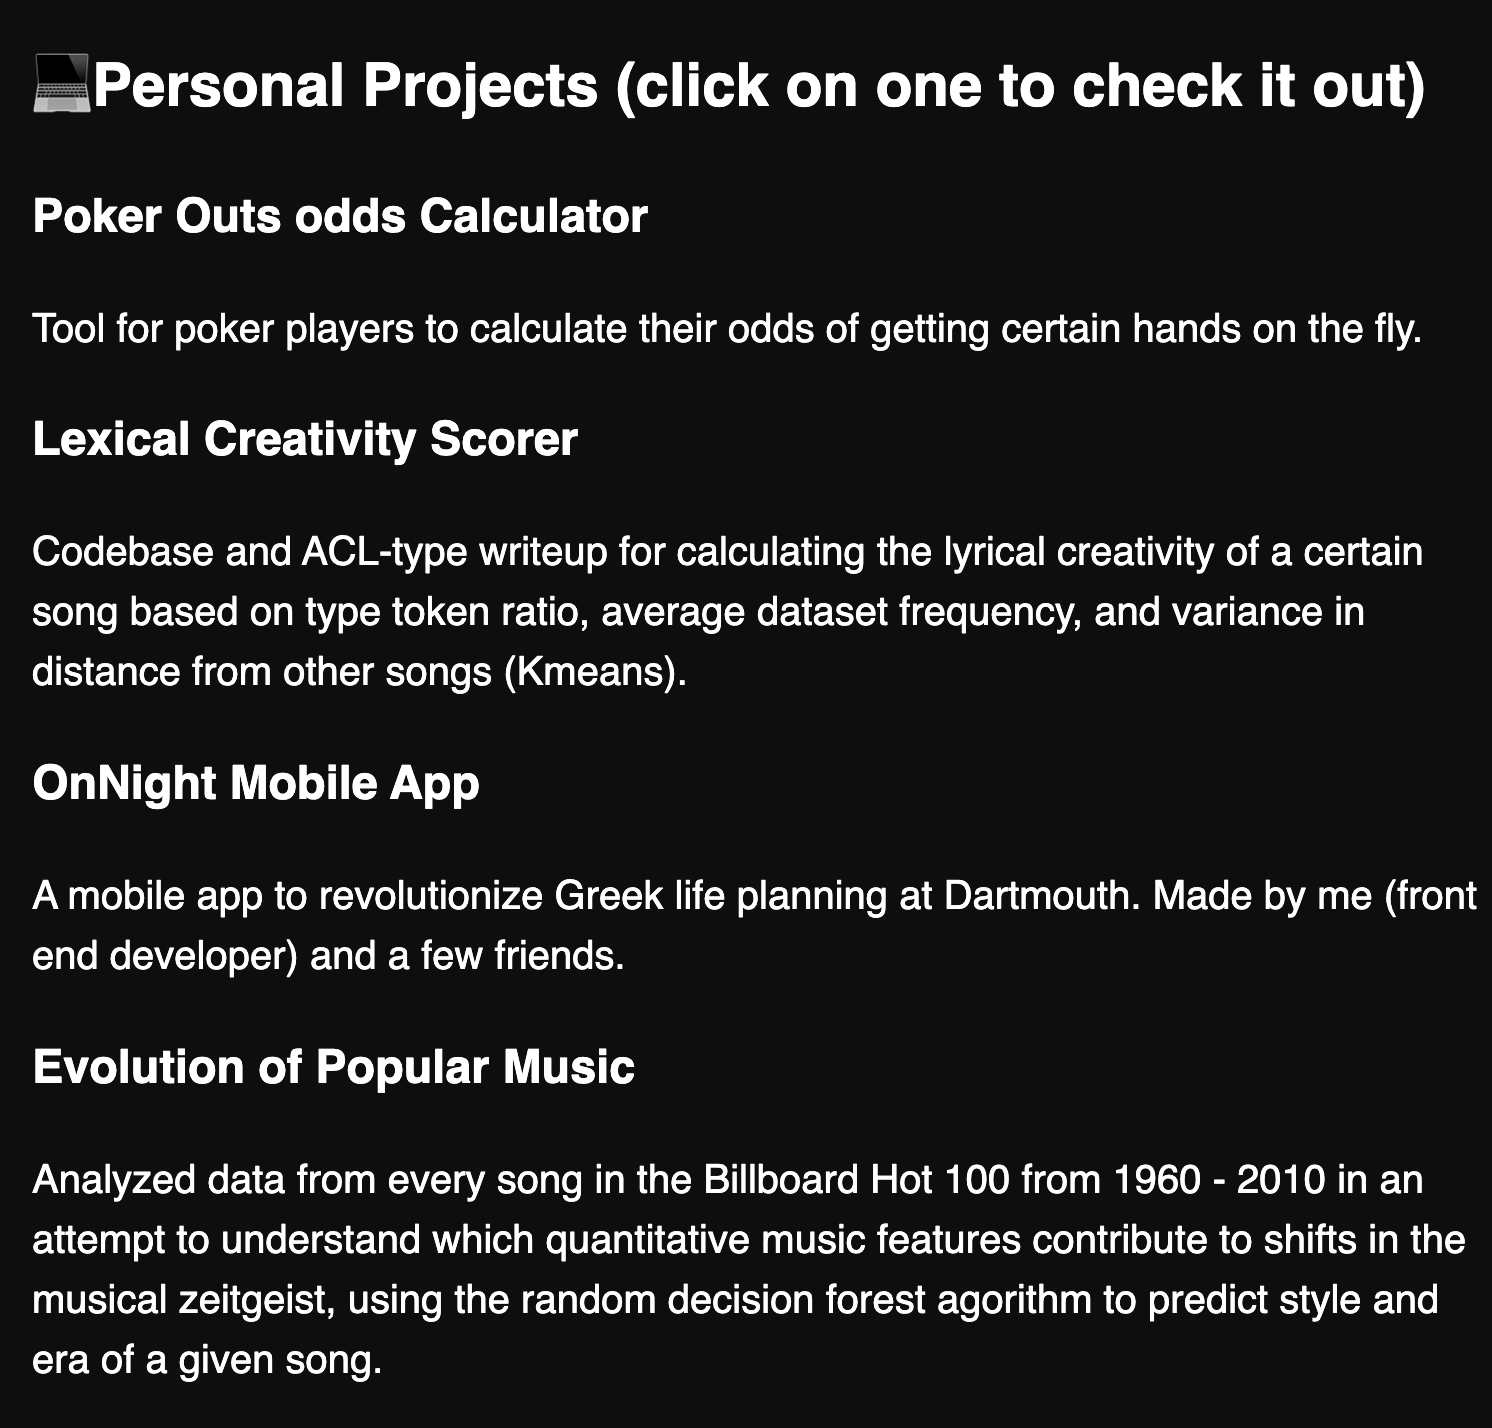 💻Personal Projects (click on one to check it out)
Poker Outs odds Calculator
Tool for poker players to calculate their odds of getting certain hands on the fly.
Lexical Creativity Scorer
Codebase and ACL-type writeup for calculating the lyrical creativity of a certain
song based on type token ratio, average dataset frequency, and variance in
distance from other songs (Kmeans).
OnNight Mobile App
A mobile app to revolutionize Greek life planning at Dartmouth. Made by me (front
end developer) and a few friends.
Evolution of Popular Music
Analyzed data from every song in the Billboard Hot 100 from 1960 - 2010 in an
attempt to understand which quantitative music features contribute to shifts in the
musical zeitgeist, using the random decision forest agorithm to predict style and
era of a given song.